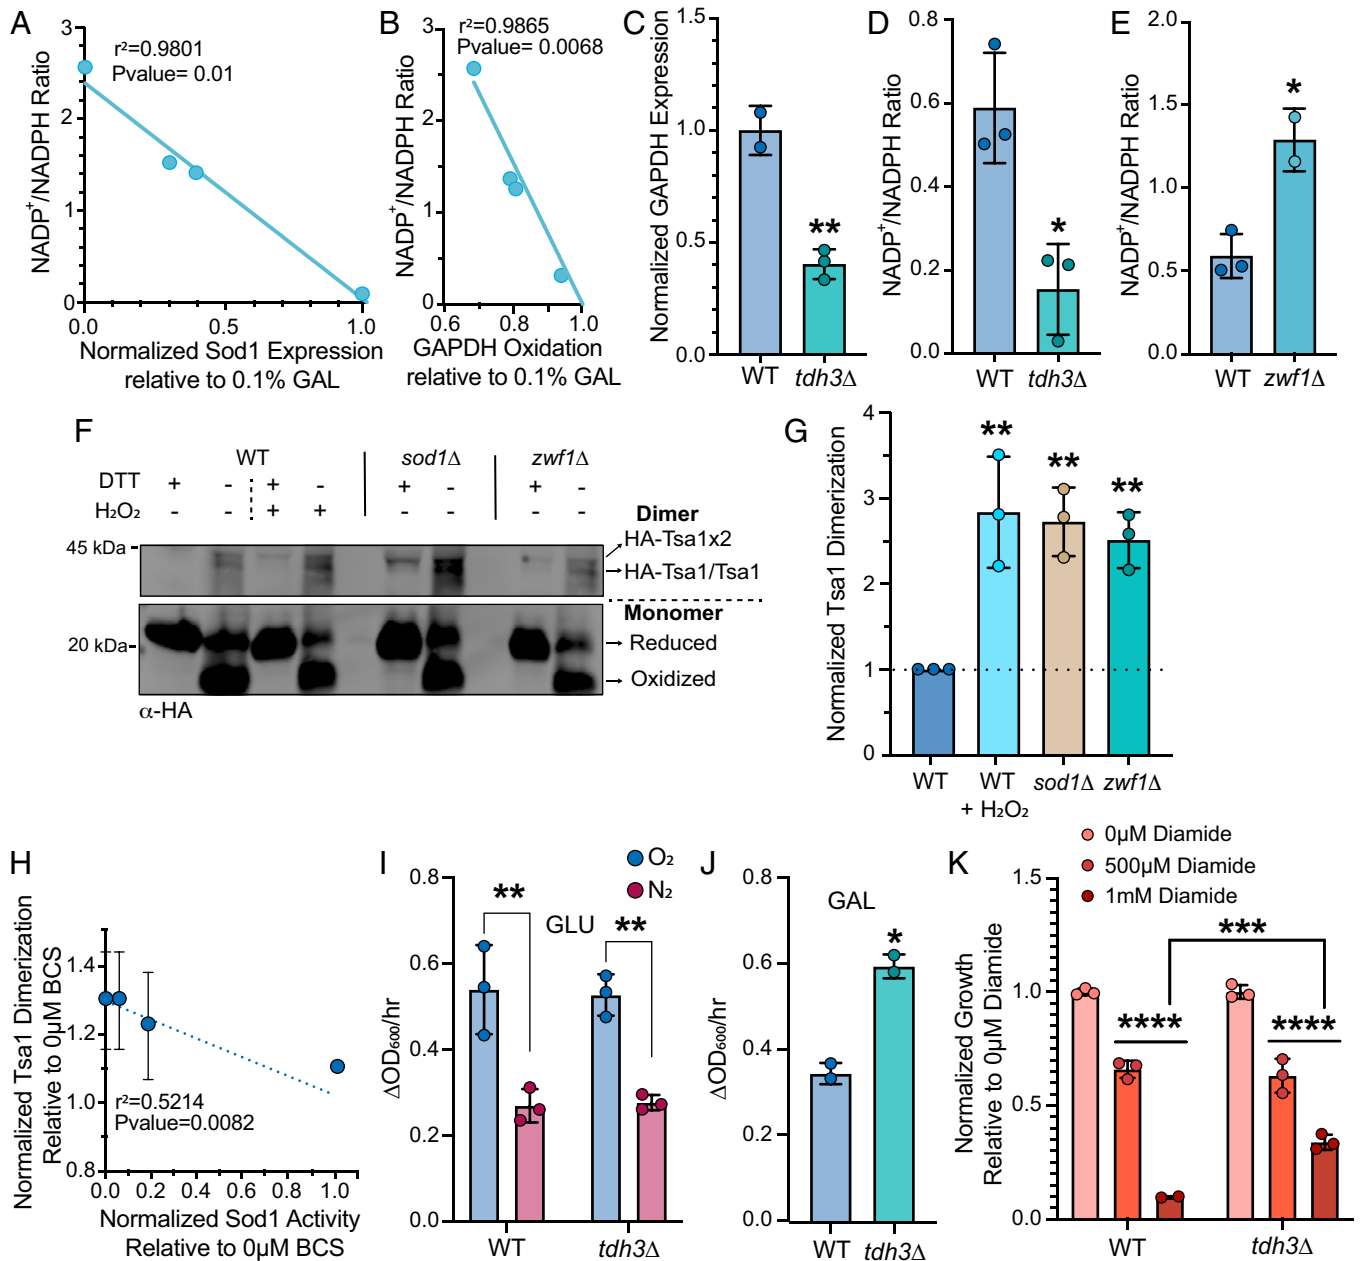 A
3
2
1
0
NADP⁺/NADPH Ratio
r²=0.9801
Pvalue= 0.01
0.0
0.5
1.0
Normalized Sod1 Expression
relative to 0.1% GAL
B
3
2
1
0
NADP⁺/NADPH Ratio
r²=0.9865
Pvalue= 0.0068
0.6
0.8
1.0
GAPDH Oxidation
relative to 0.1% GAL
C
1.5
1.0
0.5
0.0
Normalized GAPDH Expression
**
WT
tdh3Δ
D
0.8
0.6
0.4
0.2
0.0
NADP⁺/NADPH Ratio
*
WT
tdh3Δ
E
2.0
1.5
1.0
0.5
0.0
NADP⁺/NADPH Ratio
*
WT
zwf1Δ
F
WT
sod1Δ
zwf1Δ
DTT + - + - + - + -
H₂O₂ - - + + - - - -
45 kDa
20 kDa
Dimer
HA-Tsa1x2
HA-Tsa1/Tsa1
Monomer
Reduced
Oxidized
α-HA
G
4
3
2
1
0
Normalized Tsa1 Dimerization
**
**
**
WT
WT
+ H₂O₂
sod1Δ
zwf1Δ
H
1.4
1.2
1.0
0.8
Normalized Tsa1 Dimerization
Relative to 0µM BCS
r²=0.5214
Pvalue=0.0082
0.0
0.2
0.4
0.6
0.8
1.0
Normalized Sod1 Activity
Relative to 0µM BCS
I
O₂
N₂
0.8
0.6
0.4
0.2
0.0
ΔOD₆₀₀/hr
**
GLU
**
WT
tdh3Δ
J
0.8
0.6
0.4
0.2
0.0
ΔOD₆₀₀/hr
GAL
*
WT
tdh3Δ
K
0µM Diamide
500µM Diamide
1mM Diamide
1.5
1.0
0.5
0.0
Normalized Growth
Relative to 0µM Diamide
***
****
****
WT
tdh3Δ